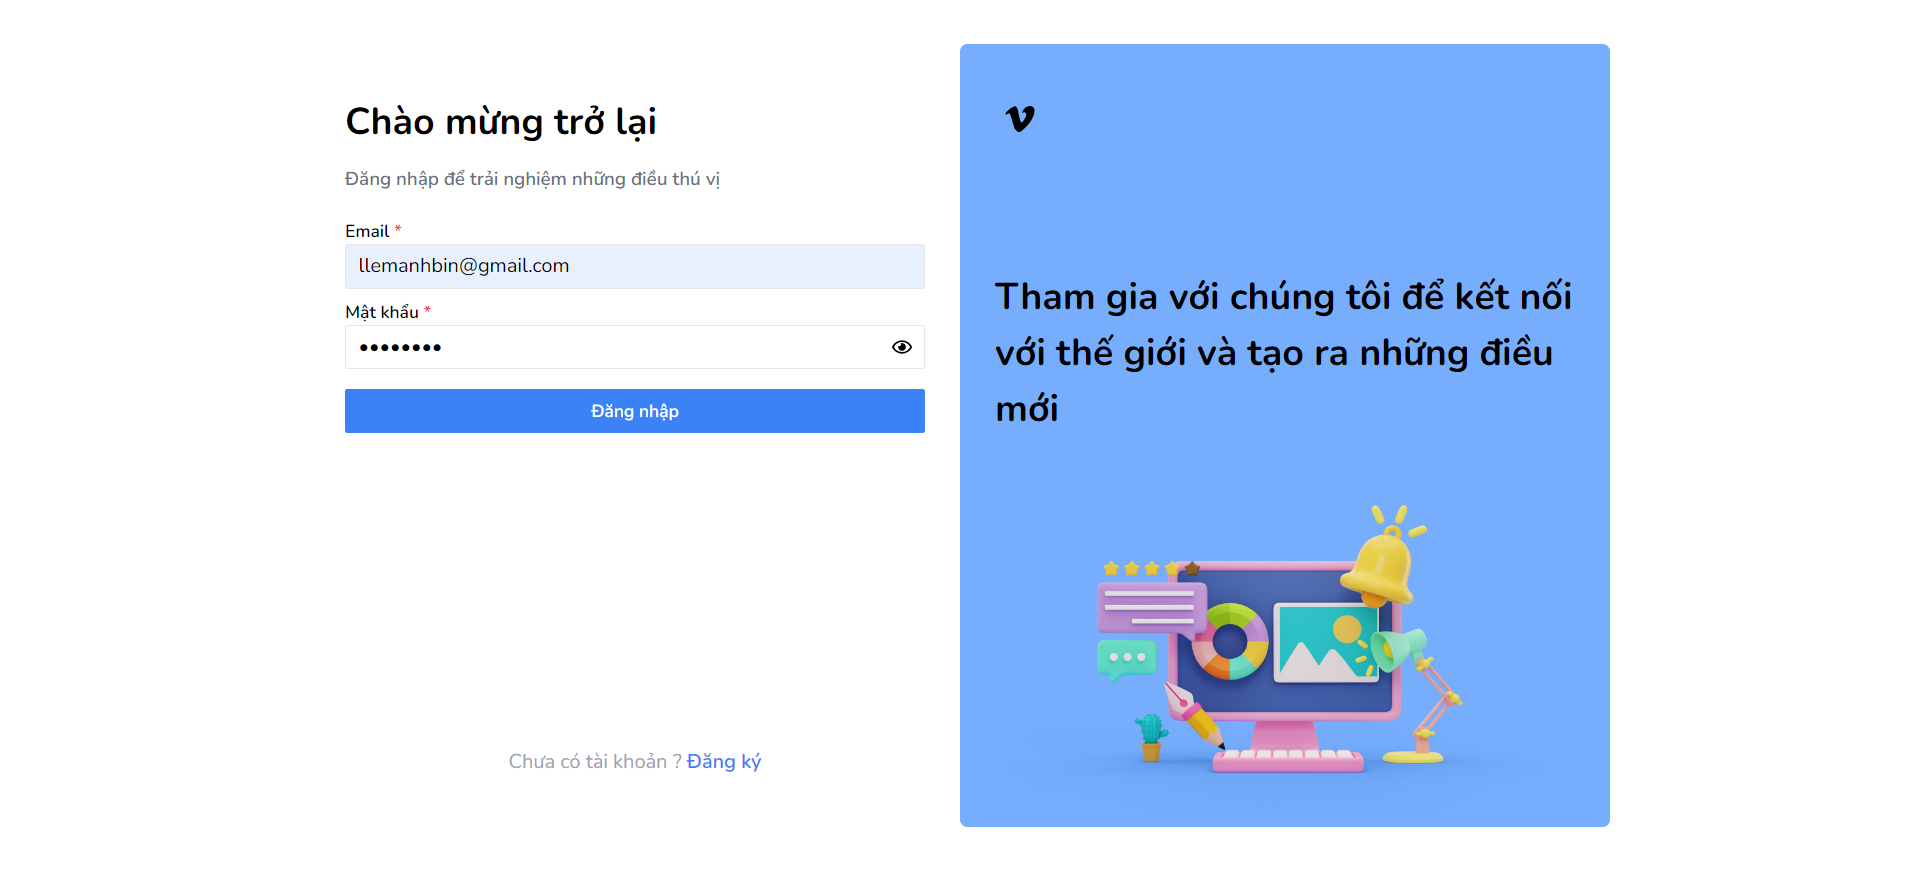 Chào mừng trở lại
Đăng nhập để trải nghiệm những điều thú vị
Email *
llemanhbin@gmail.com
Mật khẩu *
••••••••
Đăng nhập
Chưa có tài khoản ? Đăng ký
Tham gia với chúng tôi để kết nối
với thế giới và tạo ra những điều
mới